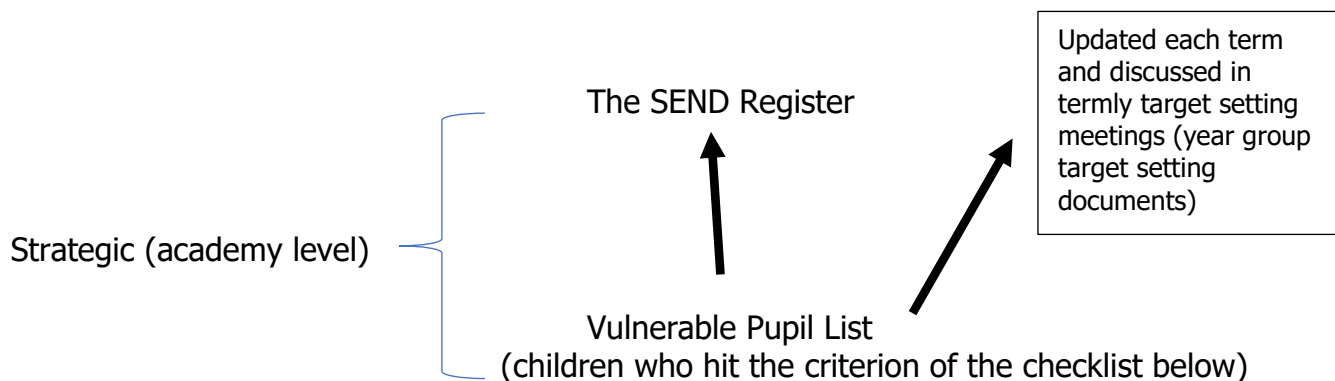 Updated each term
and discussed in
termly target setting
meetings (year group
target setting
documents)
The SEND Register
Strategic (academy level)
Vulnerable Pupil List
(children who hit the criterion of the checklist below)